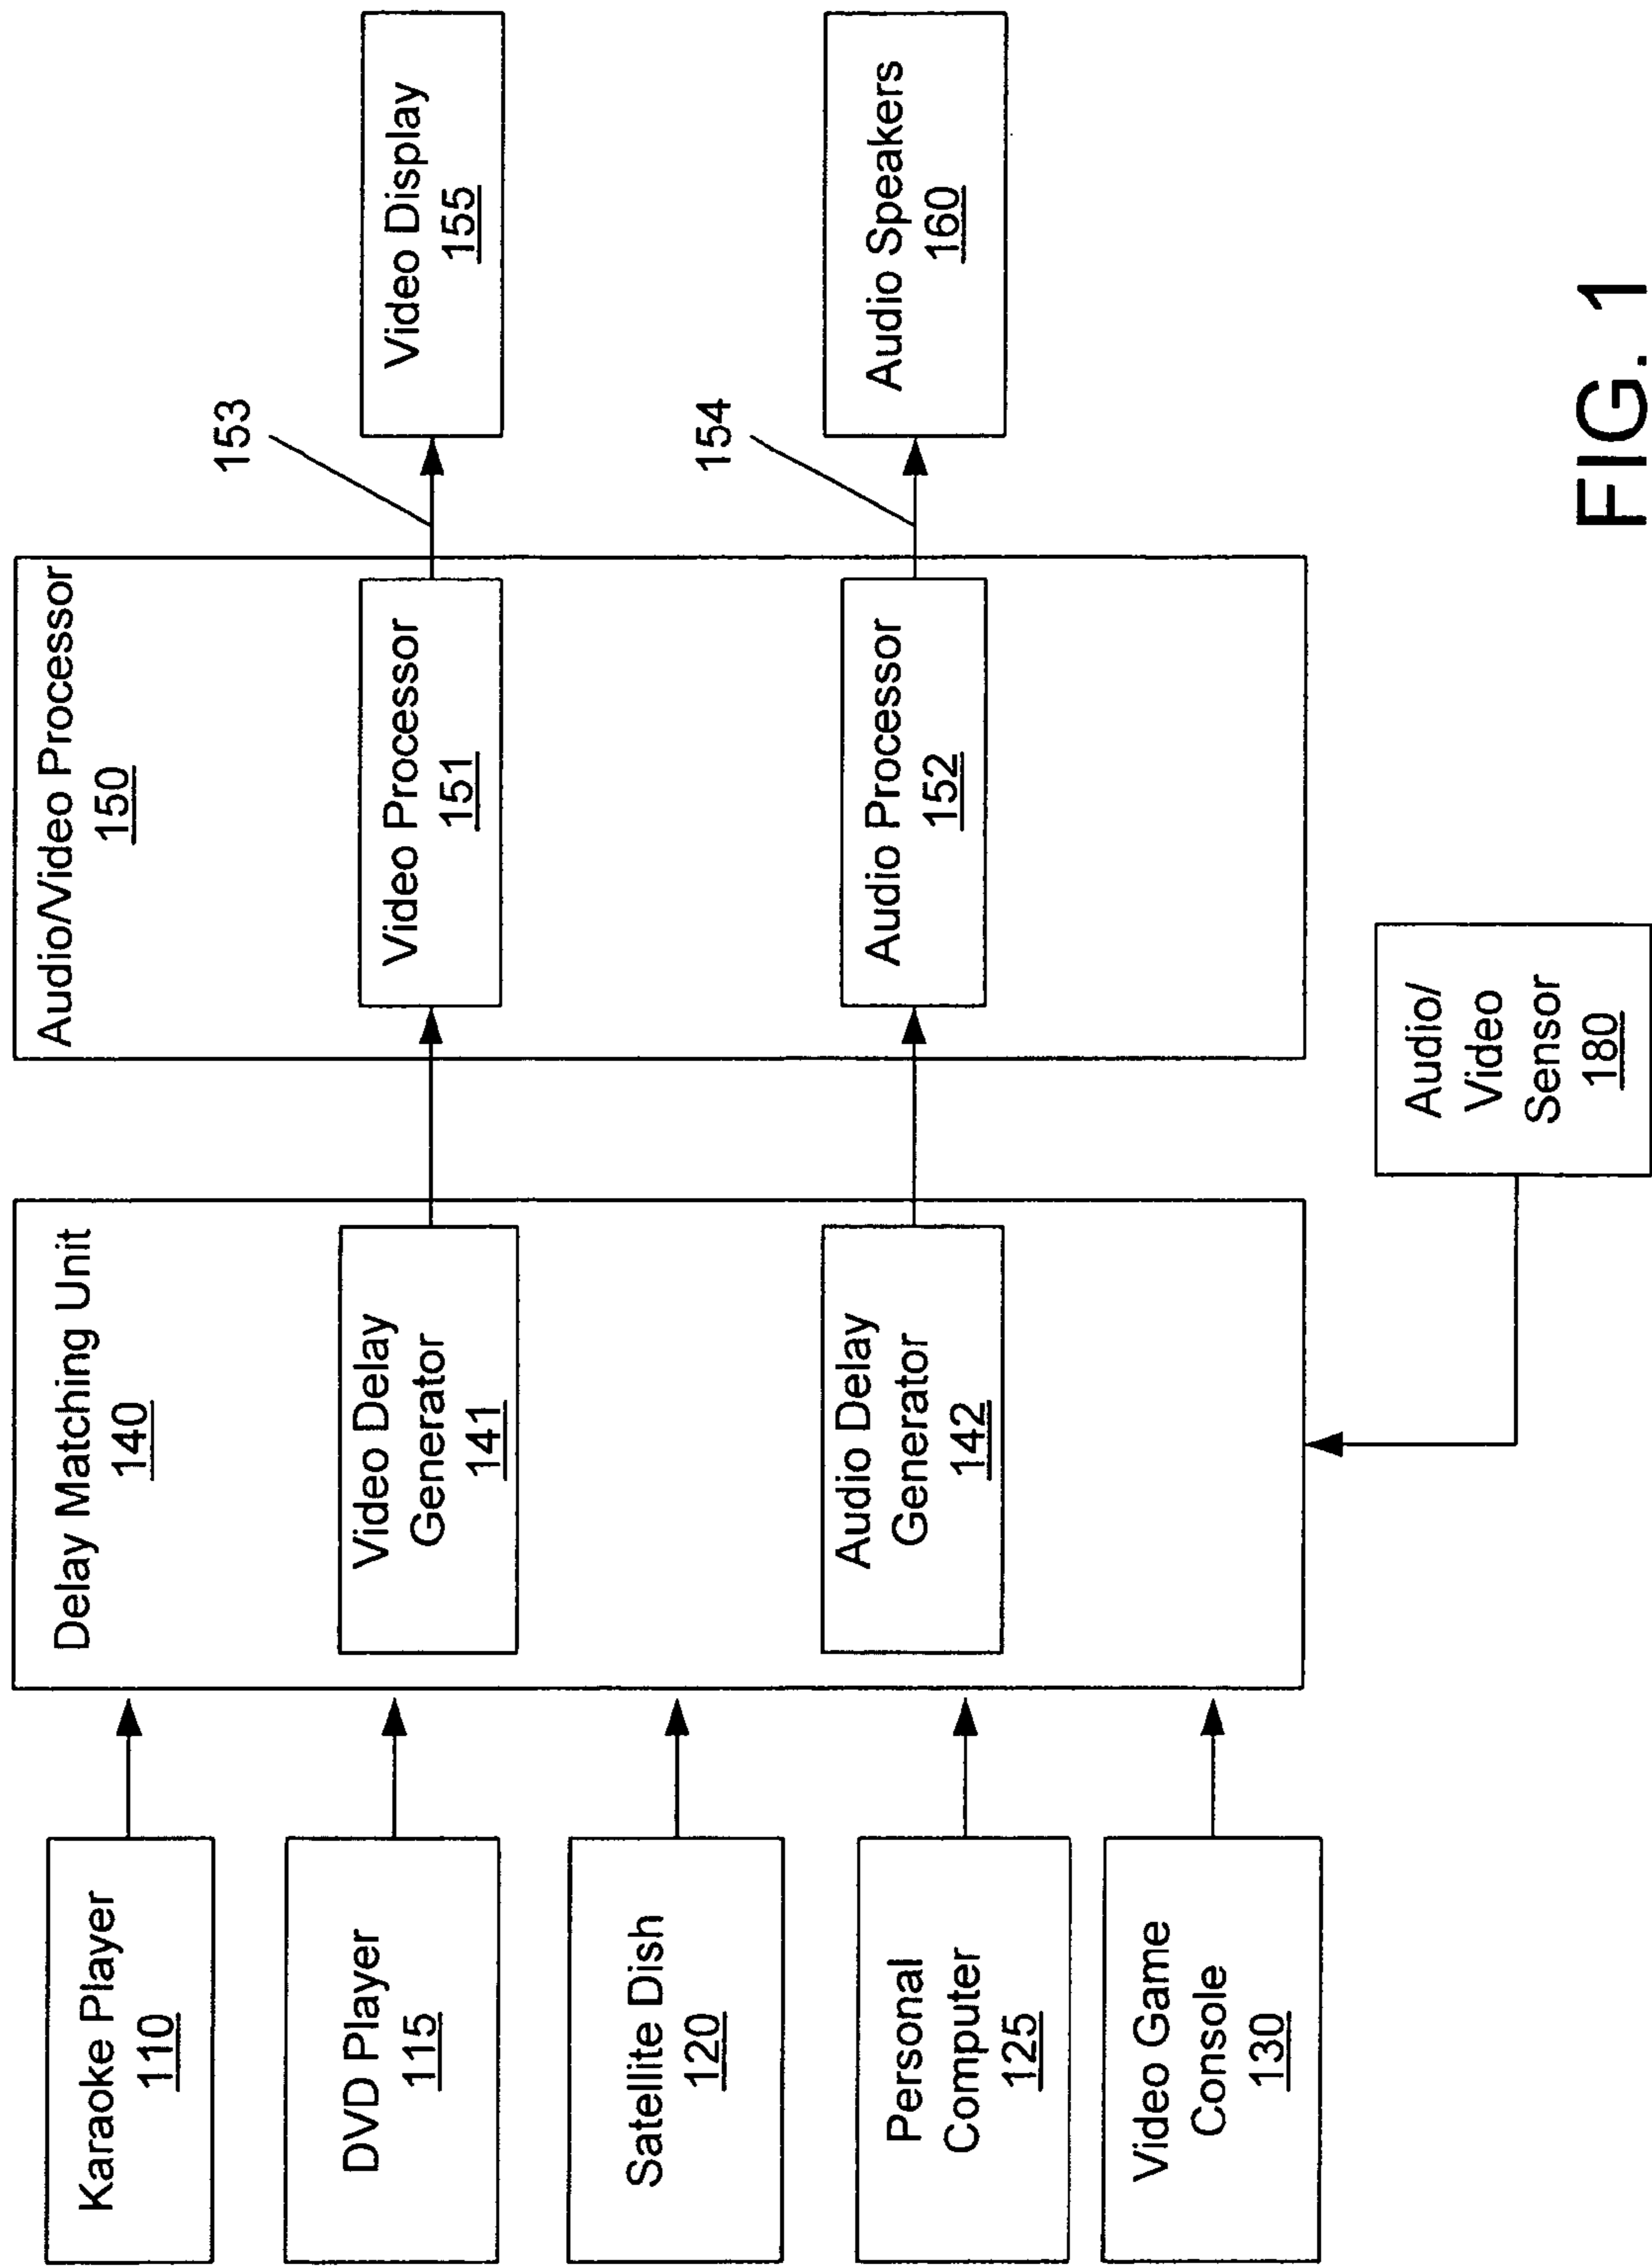 Karaoke Player
110
DVD Player
115
Satellite Dish
120
Personal
Computer
125
Video Game
Console
130
Delay Matching Unit
140
Video Delay
Generator
141
Audio Delay
Generator
142
Audio/Video Processor
150
Video Processor
151
Audio Processor
152
153
154
Video Display
155
Audio Speakers
160
Audio/
Video
Sensor
180
FIG. 1